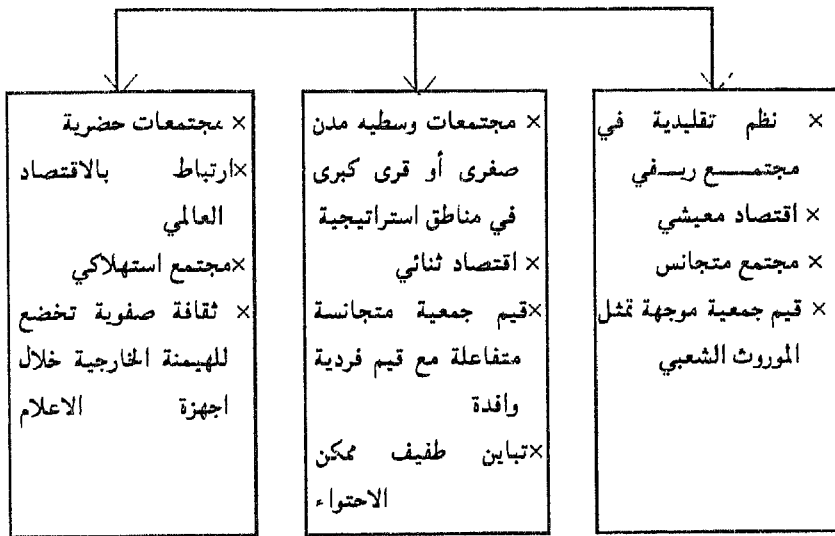 × نظم تقليدية في
مجتمـــــع ريـــفي
× اقتصاد معيشي
× مجتمع متجانس
× قيم جمعية موجهة تمثل
الموروث الشعبي
× مجتمعات وسطيه مدن
صغرى أو قرى كبرى
في مناطق استراتيجية
× اقتصاد ثنائي
×قيم جمعية متجانسة
متفاعلة مع قيم فردية
وافدة
×تباين طفيف ممكن
الاحتواء
× مجتمعات حضرية
×ارتباط بالاقتصاد
العالمي
×مجتمع استهلاكي
× ثقافة صفوية تخضع
للهيمنة الخارجية خلال
اجهزة الاعلام